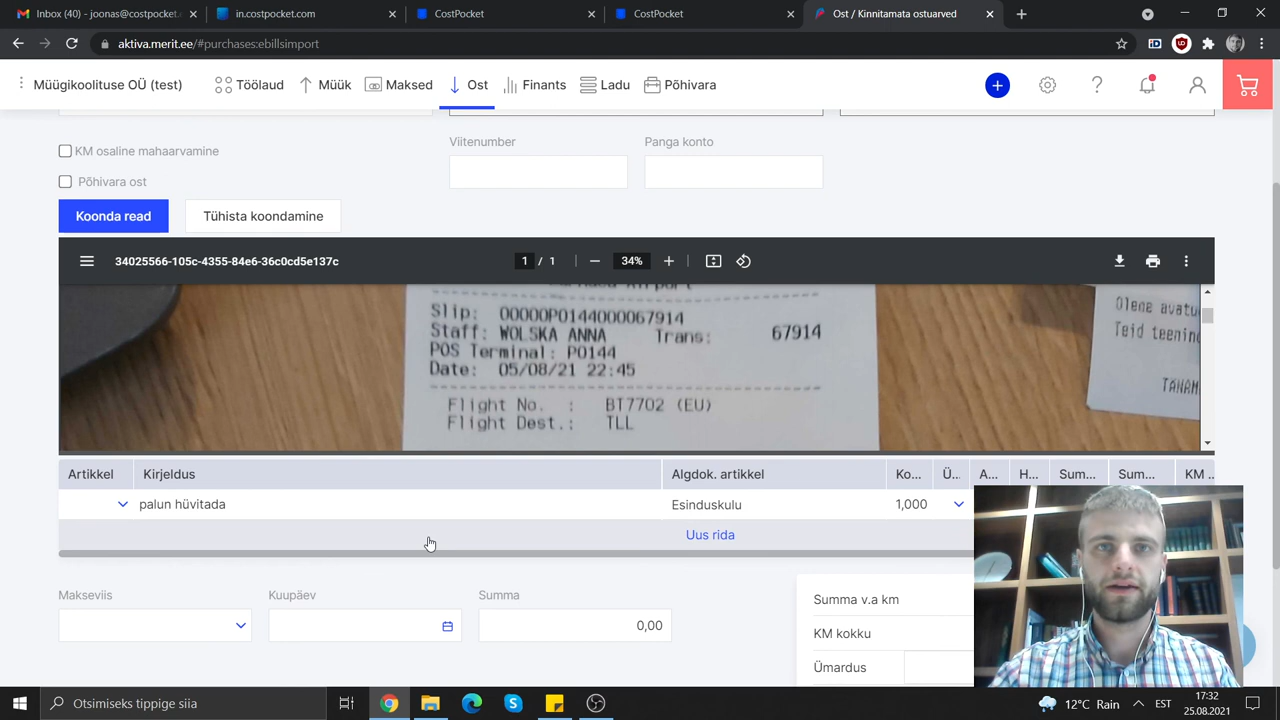 Inbox (40) - joonas@costpocket.
in.costpocket.com
CostPocket
CostPocket
Ost / Kinnitamata ostuarved
aktiva.merit.ee/#purchases:ebillsimport
Müügikoolituse OÜ (test)
Töölaud
Müük
Maksed
Ost
Finants
Ladu
Põhivara
Viitenumber
Panga konto
KM osaline mahaarvamine
Põhivara ost
Koonda read
Tühista koondamine
34025566-105c-4355-84e6-36c0cd5e137c
1 / 1
34%
Slip: 00000P0144000067914
Staff: WOLSKA ANNA Trans: 67914
POS Terminal: P0144
Date: 05/08/21 22:45
Flight No. : BT7702 (EU)
Flight Dest.: TLL
Olene avatu
Teid teenin
TÄNAM
Artikkel
Kirjeldus
Algdok. artikkel
Ko...
Ü..
A...
H...
Sum...
Sum...
KM ..
palun hüvitada
Esinduskulu
1,000
Uus rida
Makseviis
Kuupäev
Summa
0,00
Summa v.a km
KM kokku
Ümardus
Otsimiseks tippige siia
12°C Rain
EST
17:32
25.08.2021